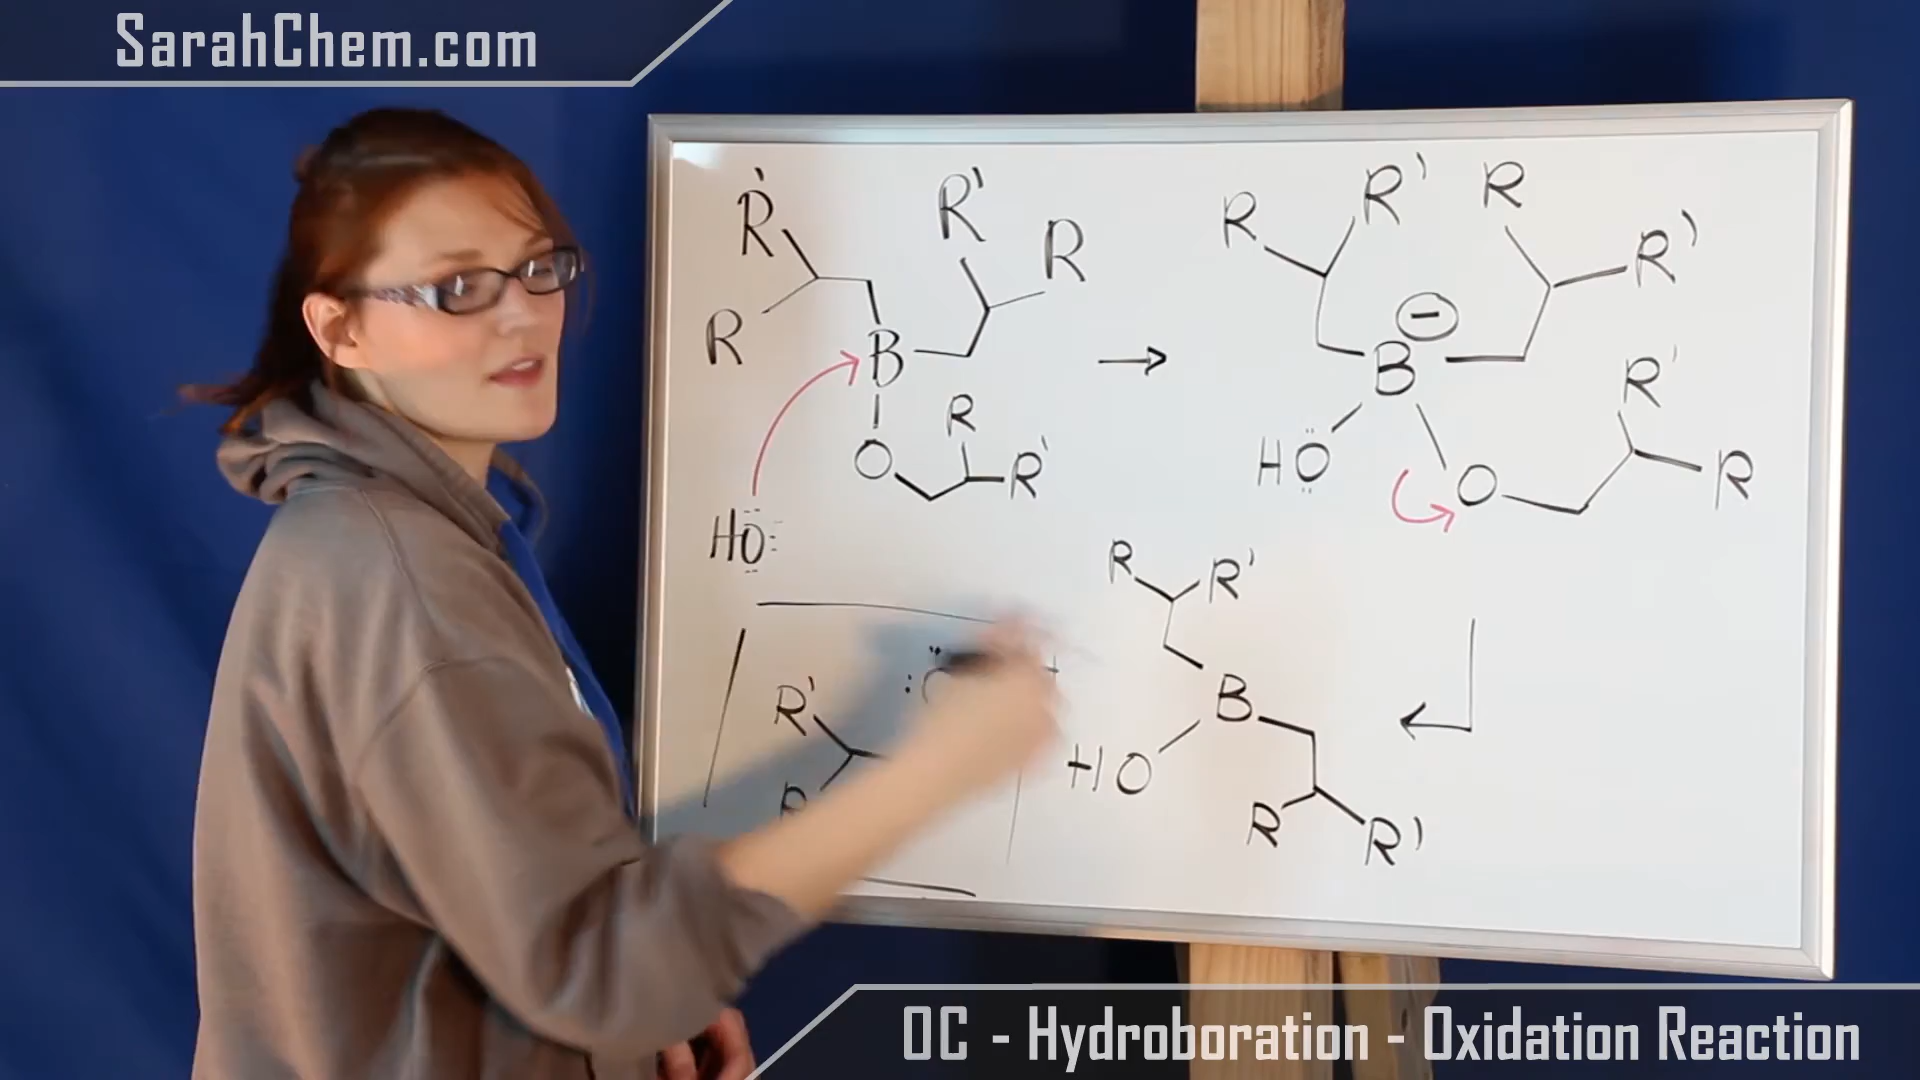 SarahChem.com
R' R' R
R B
O R R'
HO
R R' R R'
B
HO O R' R
R R'
B
HO
R R'
R'
R
OC - Hydroboration - Oxidation Reaction